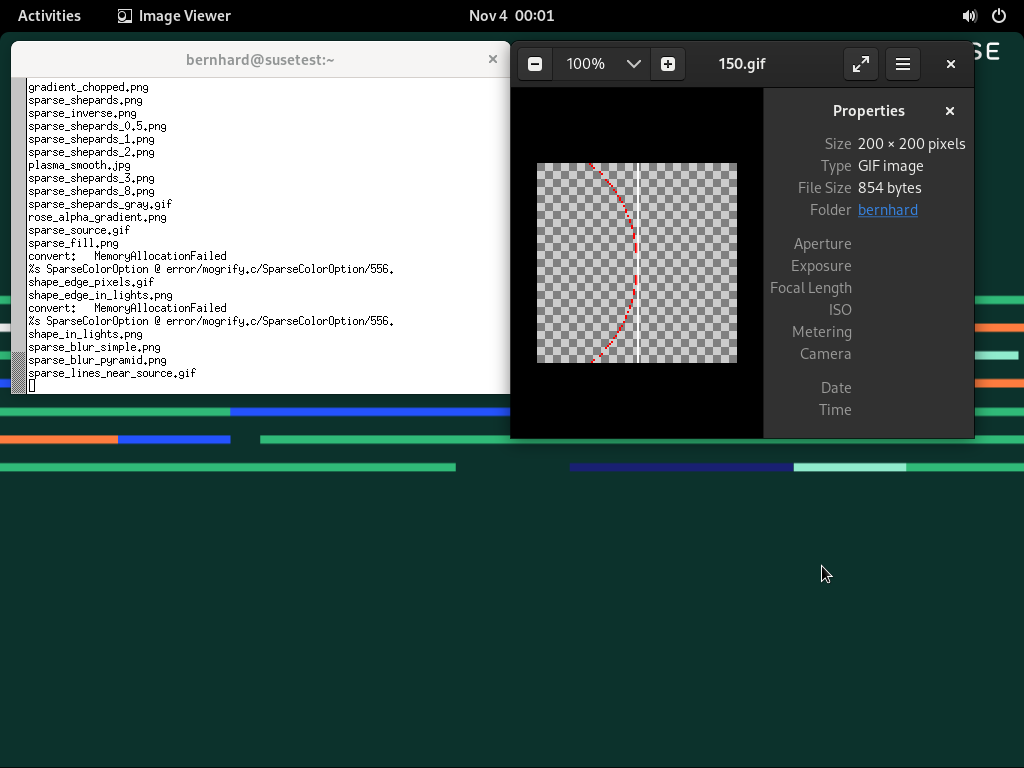 Activities
Image Viewer
Nov 4 00:01
SE
bernhard@susetest:~
gradient_chopped.png
sparse_shepards.png
sparse_inverse.png
sparse_shepards_0.5.png
sparse_shepards_1.png
sparse_shepards_2.png
plasma_smooth.jpg
sparse_shepards_3.png
sparse_shepards_8.png
sparse_shepards_gray.gif
rose_alpha_gradient.png
sparse_source.gif
sparse_fill.png
convert:   MemoryAllocationFailed
%s SparseColorOption @ error/mogrify.c/SparseColorOption/556.
shape_edge_pixels.gif
shape_edge_in_lights.png
convert:   MemoryAllocationFailed
%s SparseColorOption @ error/mogrify.c/SparseColorOption/556.
shape_in_lights.png
sparse_blur_simple.png
sparse_blur_pyramid.png
sparse_lines_near_source.gif
100%
150.gif
Properties
Size 200 × 200 pixels
Type GIF image
File Size 854 bytes
Folder bernhard
Aperture
Exposure
Focal Length
ISO
Metering
Camera
Date
Time